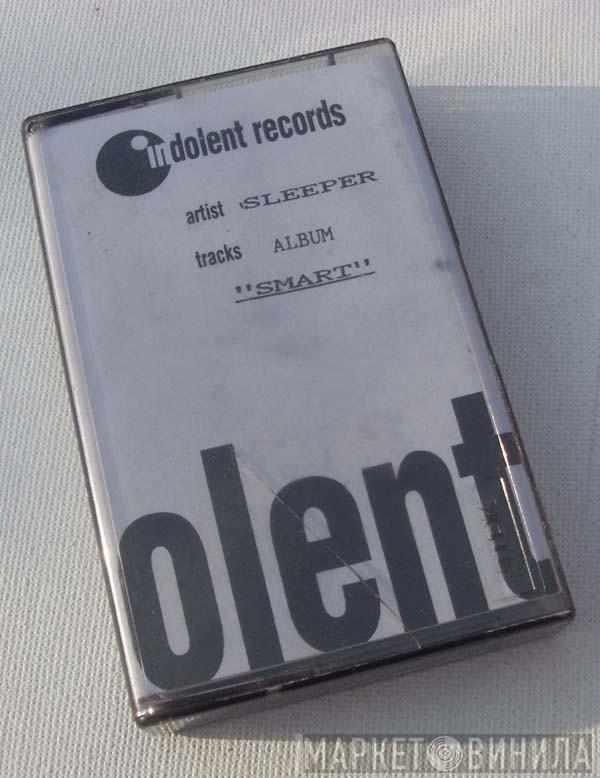 indolent records
artist SLEEPER
tracks ALBUM
"SMART"
olent
МАРКЕТ ВИНИЛА